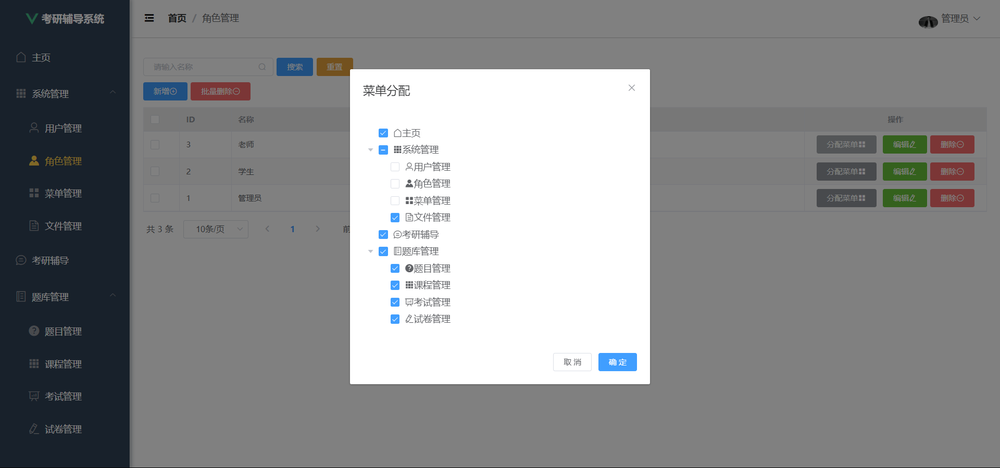 考研辅导系统
首页 / 角色管理
管理员
主页
系统管理
用户管理
角色管理
菜单管理
文件管理
考研辅导
题库管理
题目管理
课程管理
考试管理
试卷管理
请输入名称
搜索
重置
新增
批量删除
ID 名称 操作
3 老师 分配菜单 编辑 删除
2 学生 分配菜单 编辑 删除
1 管理员 分配菜单 编辑 删除
共 3 条 10条/页 1 前
菜单分配
主页
系统管理
用户管理
角色管理
菜单管理
文件管理
考研辅导
题库管理
题目管理
课程管理
考试管理
试卷管理
取 消
确 定